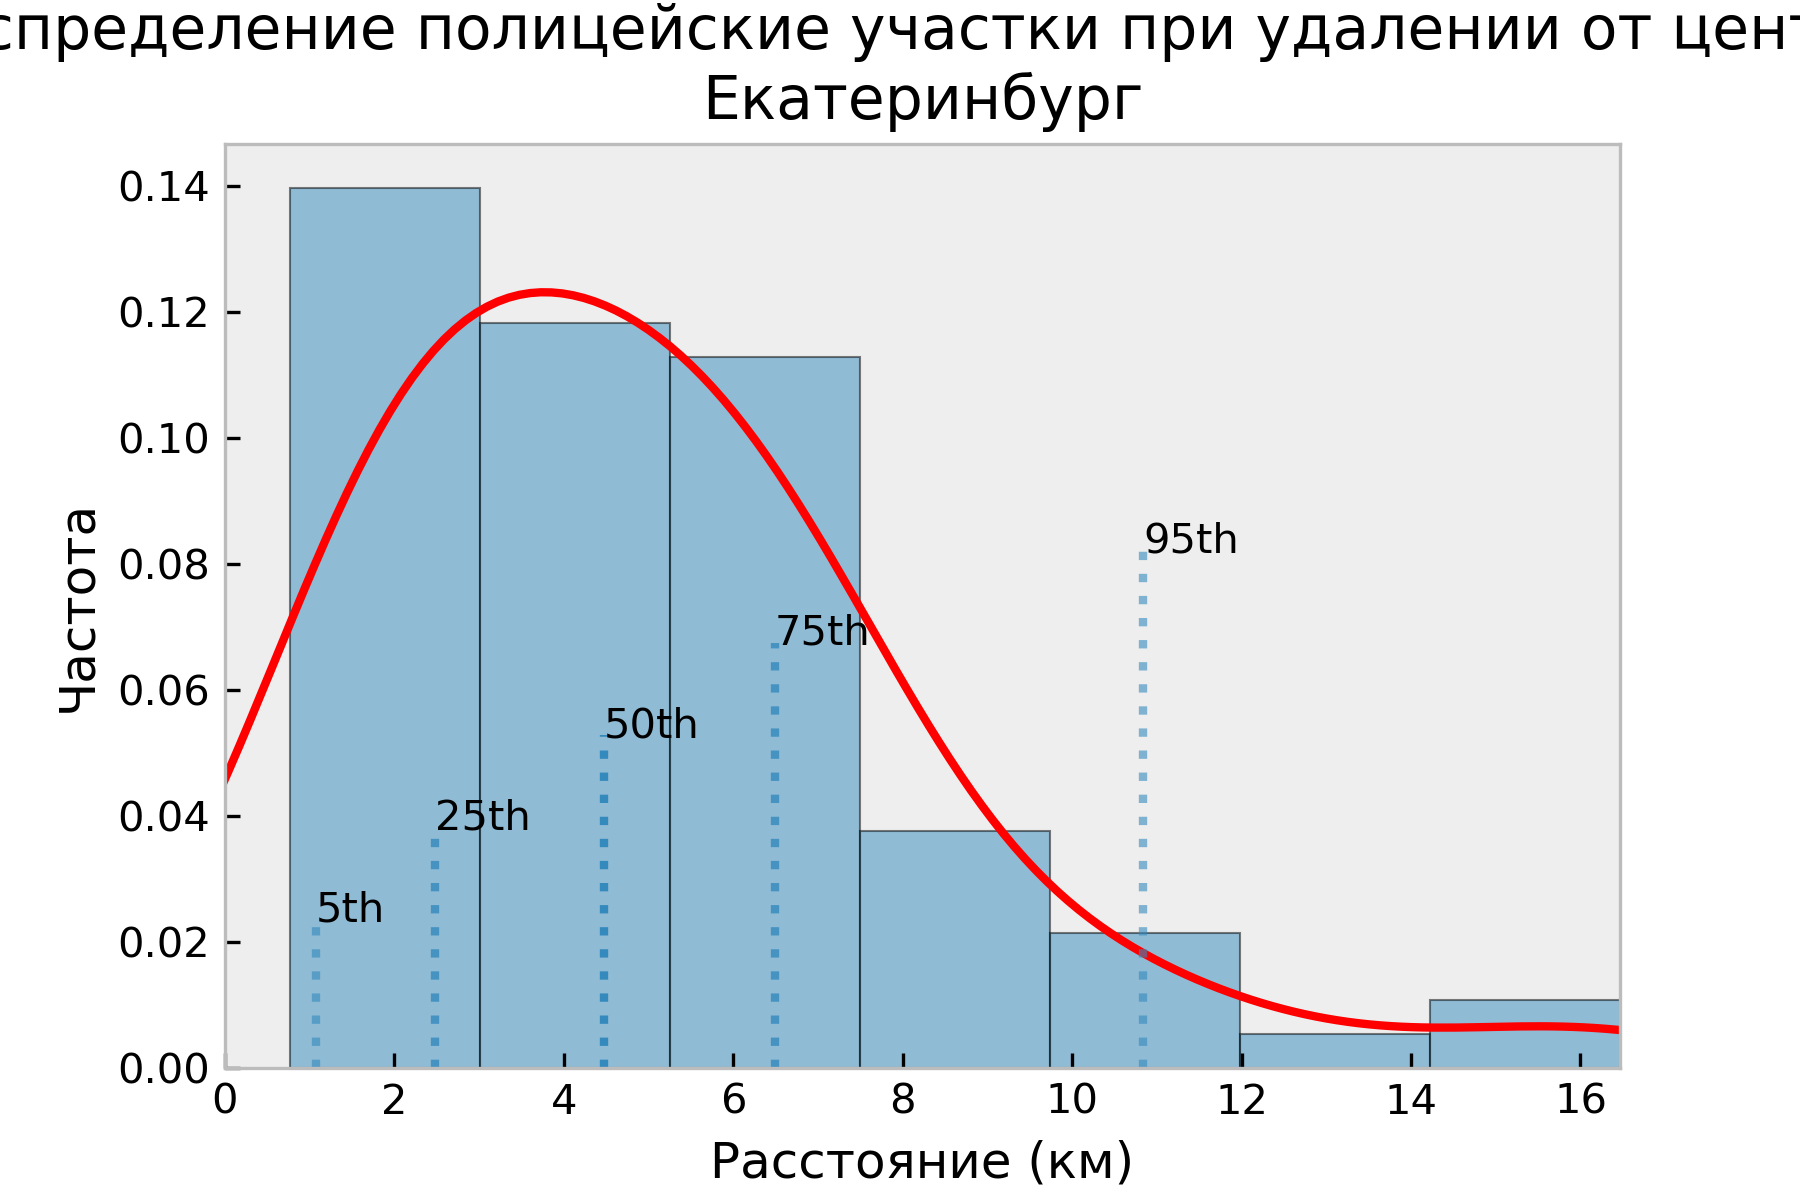 спределение полицейские участки при удалении от цент
Екатеринбург
0.14
0.12
0.10
0.08
0.06
0.04
0.02
0.00
Частота
5th
25th
50th
75th
95th
0 2 4 6 8 10 12 14 16
Расстояние (км)